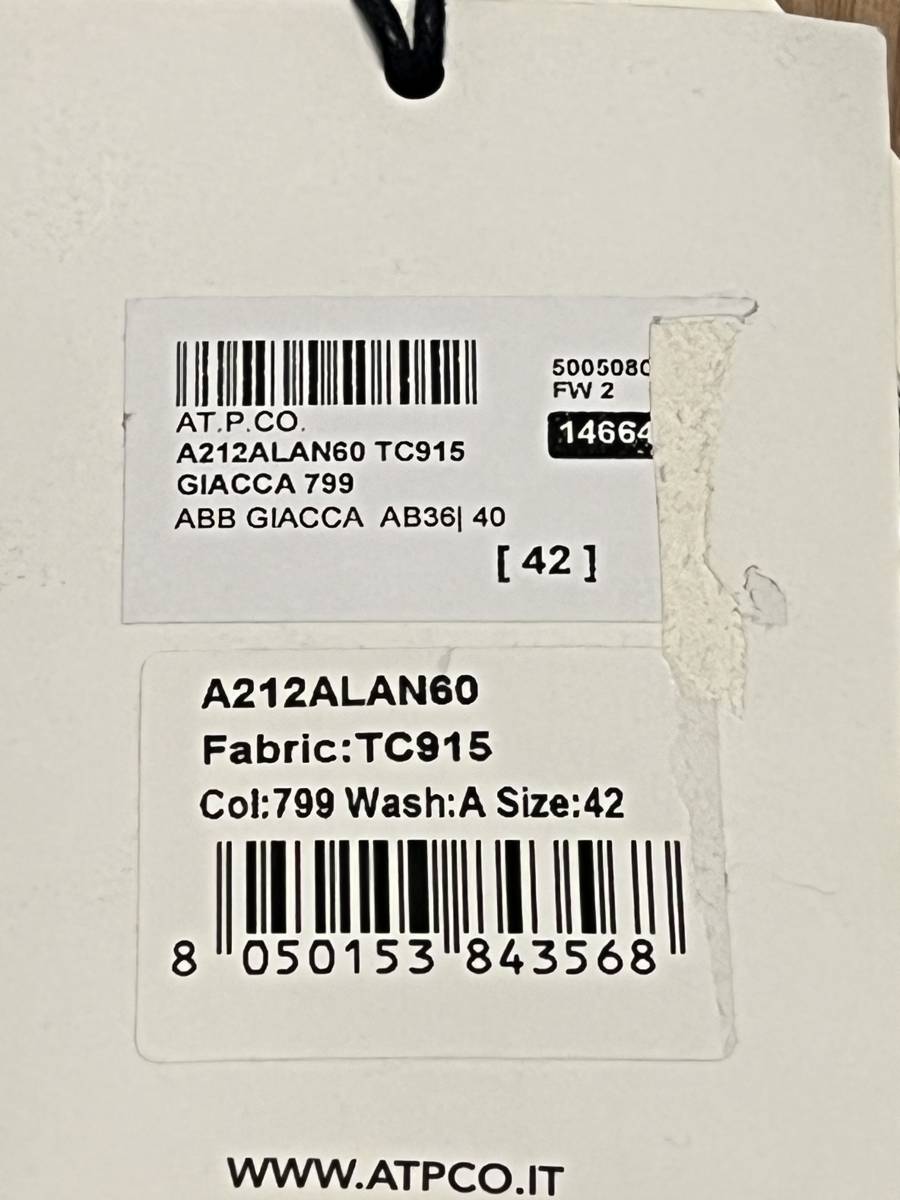 AT.P.CO.
A212ALAN60 TC915
GIACCA 799
ABB GIACCA AB36| 40
[ 42 ]
500508
FW 2
14664
A212ALAN60
Fabric:TC915
Col:799 Wash:A Size:42
8 050153 843568
WWW.ATPCO.IT